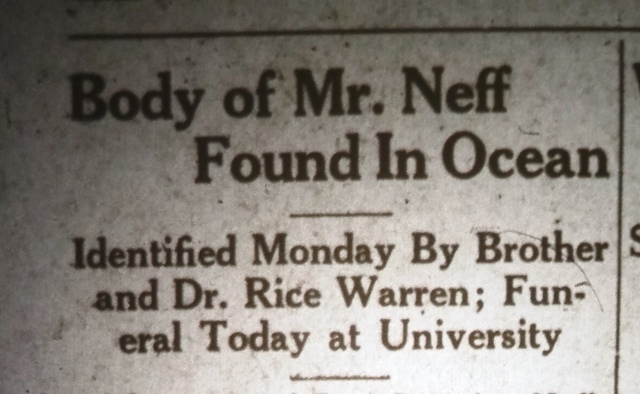 Body of Mr. Neff
Found In Ocean
Identified Monday By Brother
and Dr. Rice Warren; Fun-
eral Today at University